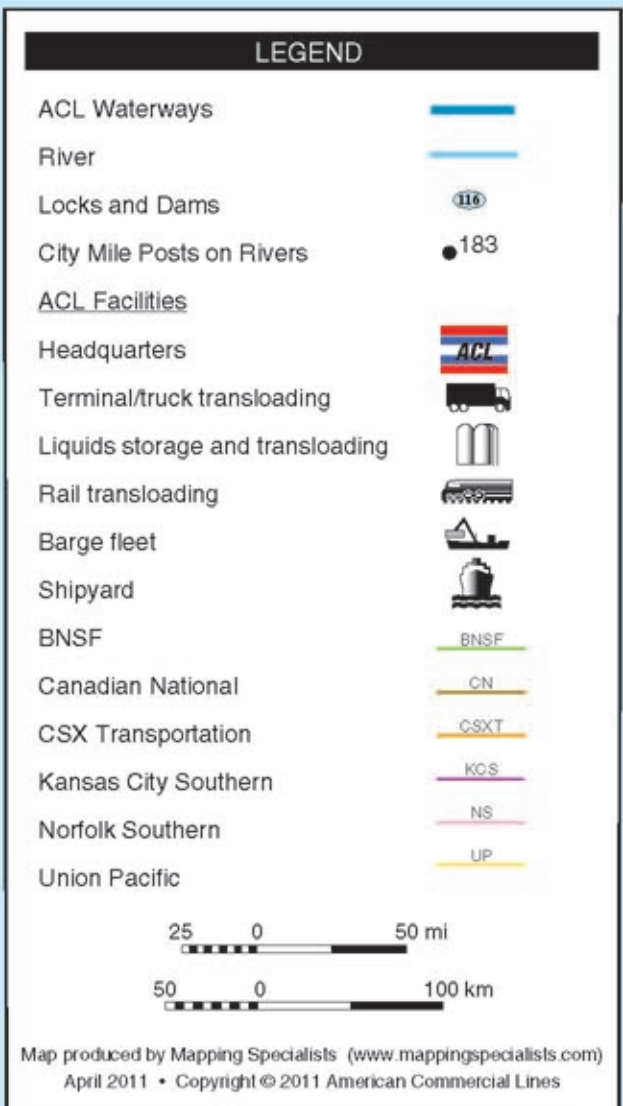 LEGEND
ACL Waterways
River
Locks and Dams 116
City Mile Posts on Rivers 183
ACL Facilities
Headquarters ACL
Terminal/truck transloading
Liquids storage and transloading
Rail transloading
Barge fleet
Shipyard
BNSF BNSF
Canadian National CN
CSX Transportation CSXT
Kansas City Southern KCS
Norfolk Southern NS
Union Pacific UP
25 0 50 mi
50 0 100 km
Map produced by Mapping Specialists (www.mappingspecialists.com)
April 2011 • Copyright © 2011 American Commercial Lines